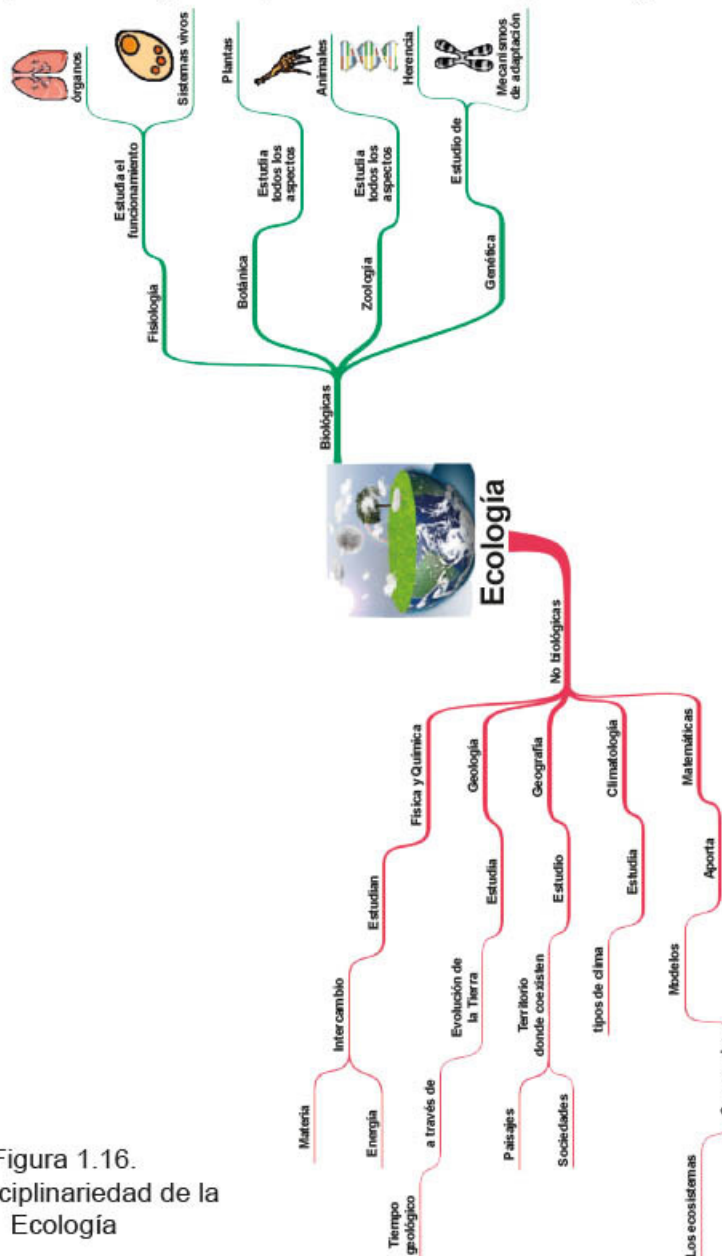 órganos
Sistemas vivos
Estudia el
funcionamiento
Fisiología
Plantas
Estudia
todos los
aspectos
Botánica
Animales
Estudia
todos los
aspectos
Zoología
Herencia
Mecanismos
de adaptación
Estudio de
Genética
Biológicas
Ecología
No biológicas
Física y Química
Estudian
Intercambio
Materia
Energía
Geología
Estudia
Evolución de
la Tierra
a través de
Tiempo
geológico
Geografía
Estudio
Territorio
donde coexisten
Paisajes
Sociedades
Climatología
Estudia
tipos de clima
Matemáticas
Aporta
Modelos
Los ecosistemas
Figura 1.16.
ciplinariedad de la
Ecología